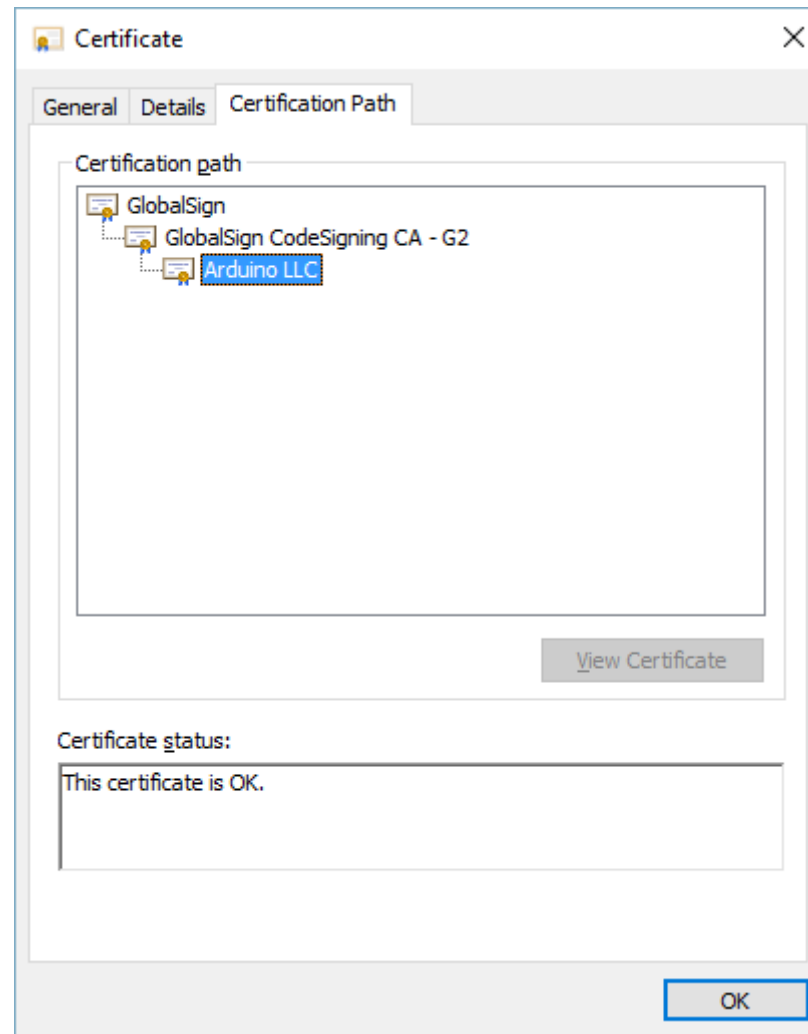 Certificate
General Details Certification Path
Certification path
GlobalSign
GlobalSign CodeSigning CA - G2
Arduino LLC
View Certificate
Certificate status:
This certificate is OK.
OK